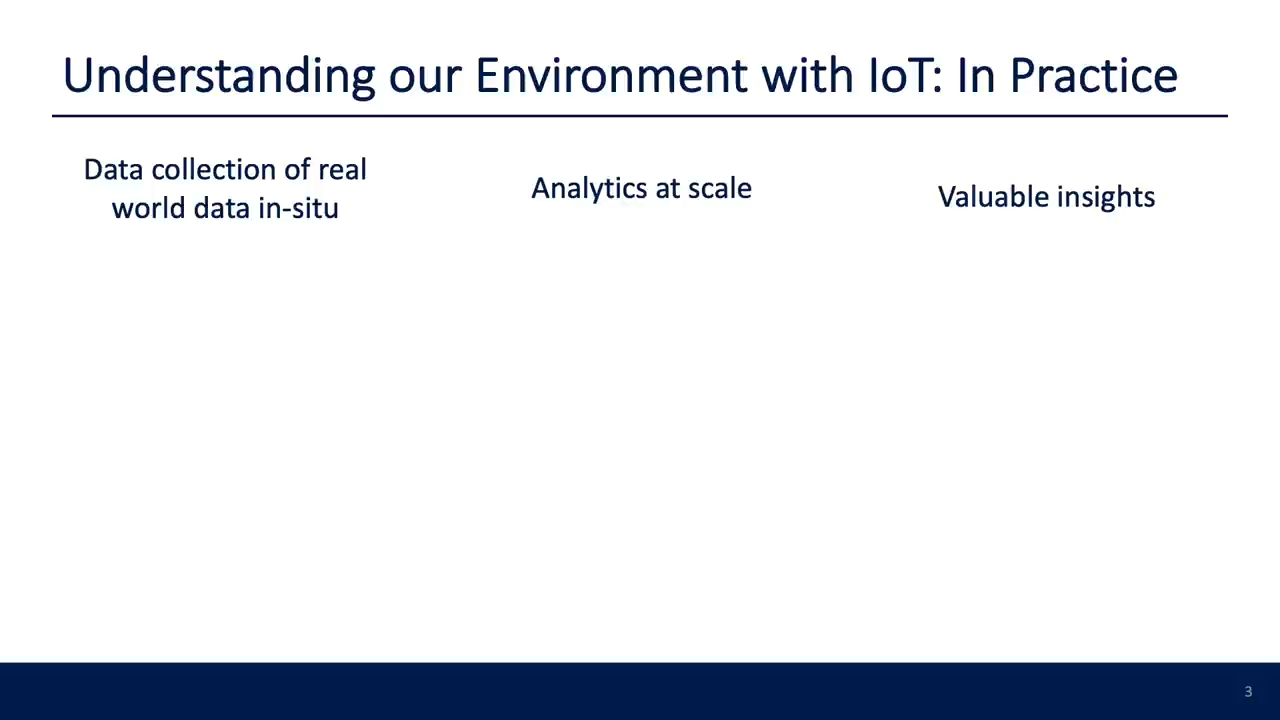 Understanding our Environment with IoT: In Practice
Data collection of real
world data in-situ
Analytics at scale
Valuable insights
3